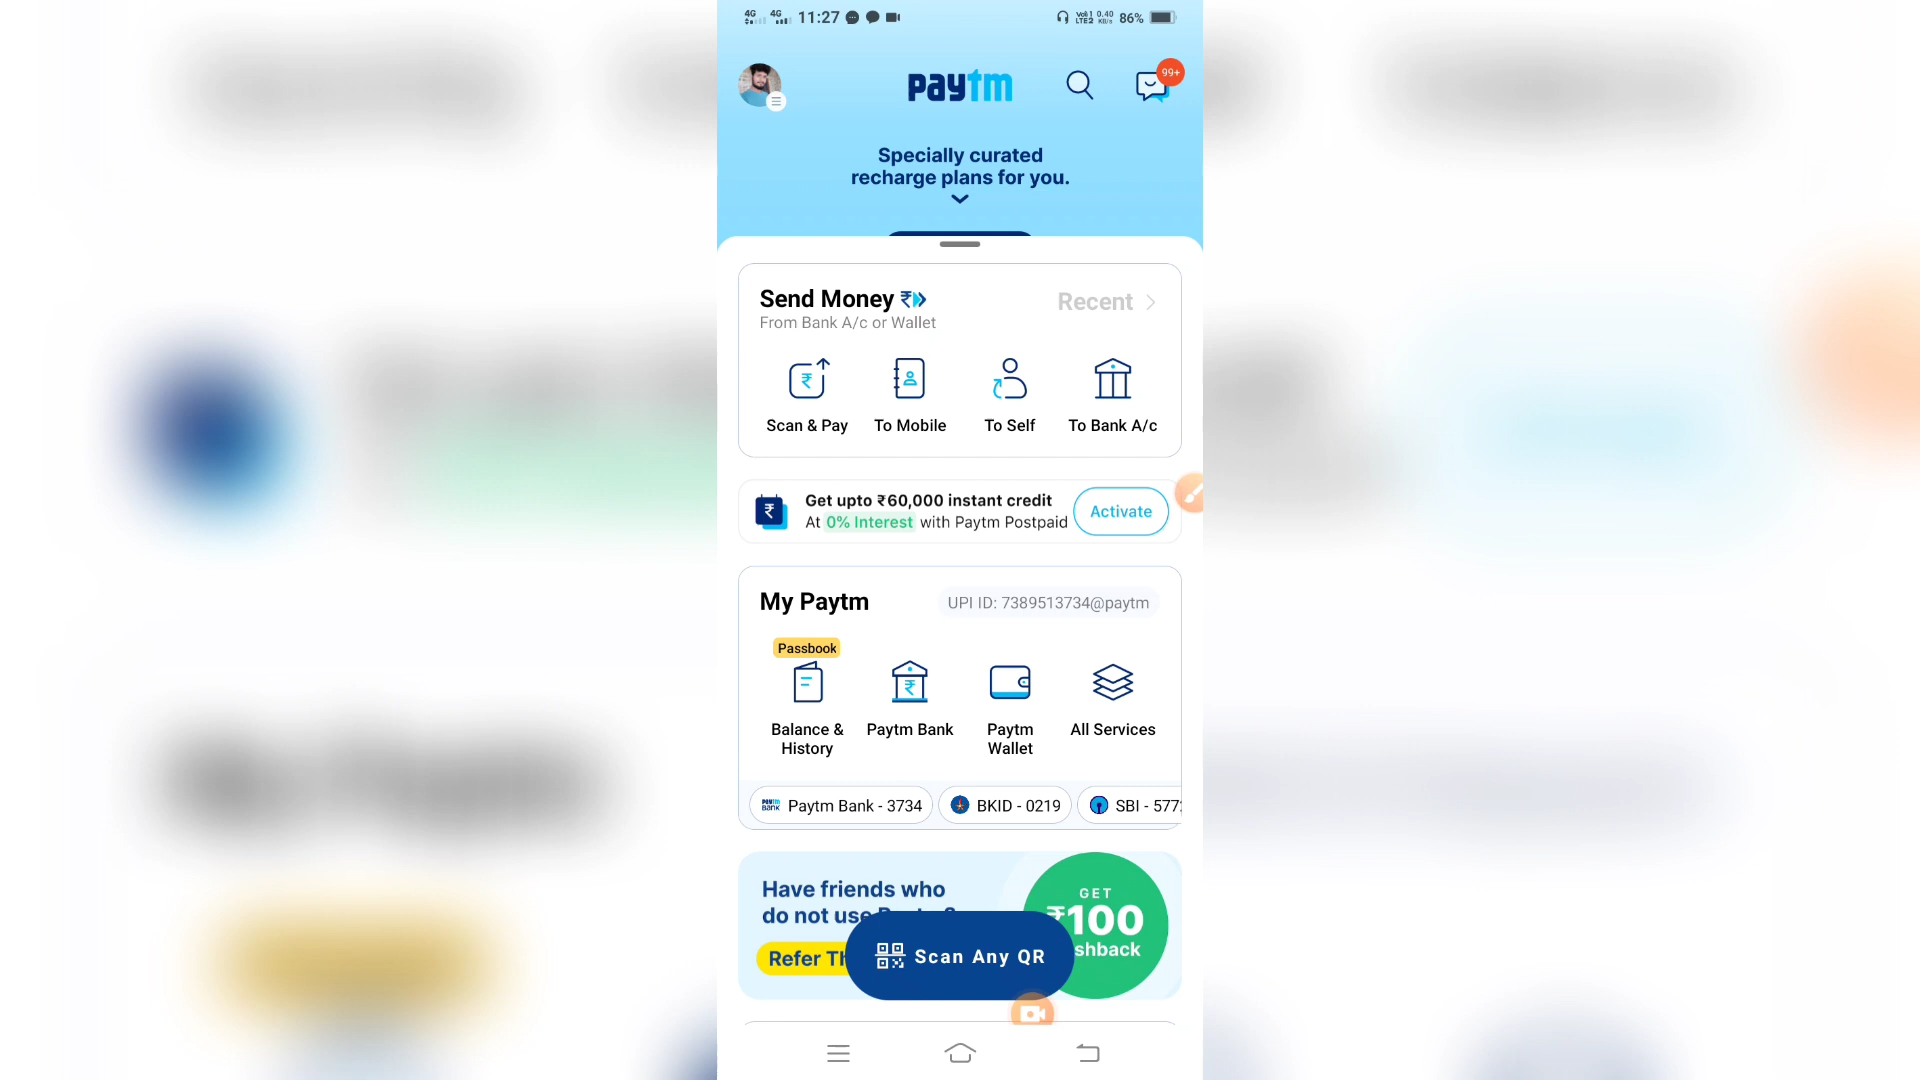 4G 4G 11:27 86%
paytm 99+
Specially curated
recharge plans for you.
Send Money
Recent
From Bank A/c or Wallet
Scan & Pay To Mobile To Self To Bank A/c
Get upto ₹60,000 instant credit
At 0% Interest with Paytm Postpaid
Activate
My Paytm
UPI ID: 7389513734@paytm
Passbook
Balance & History
Paytm Bank
Paytm Wallet
All Services
Paytm Bank - 3734 BKID - 0219 SBI - 577
Have friends who
do not use
Refer
GET
₹100
Scan Any QR